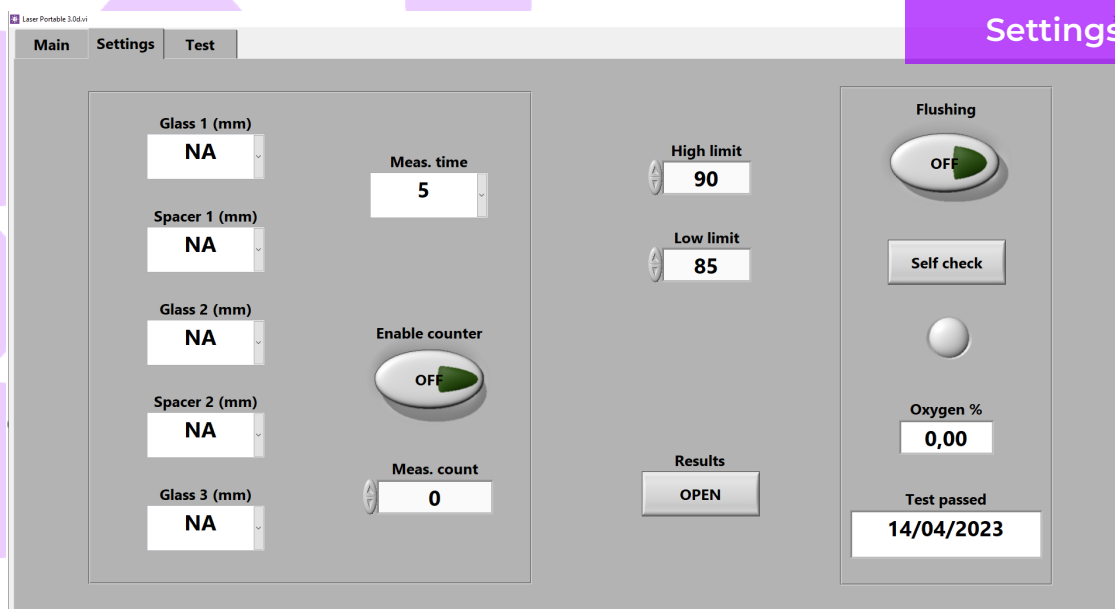 Laser Portable 3.0d.vi
Settings
Main
Settings
Test
Glass 1 (mm)
NA
Spacer 1 (mm)
NA
Glass 2 (mm)
NA
Spacer 2 (mm)
NA
Glass 3 (mm)
NA
Meas. time
5
Enable counter
OFF
Meas. count
0
High limit
90
Low limit
85
Results
OPEN
Flushing
OFF
Self check
Oxygen %
0,00
Test passed
14/04/2023